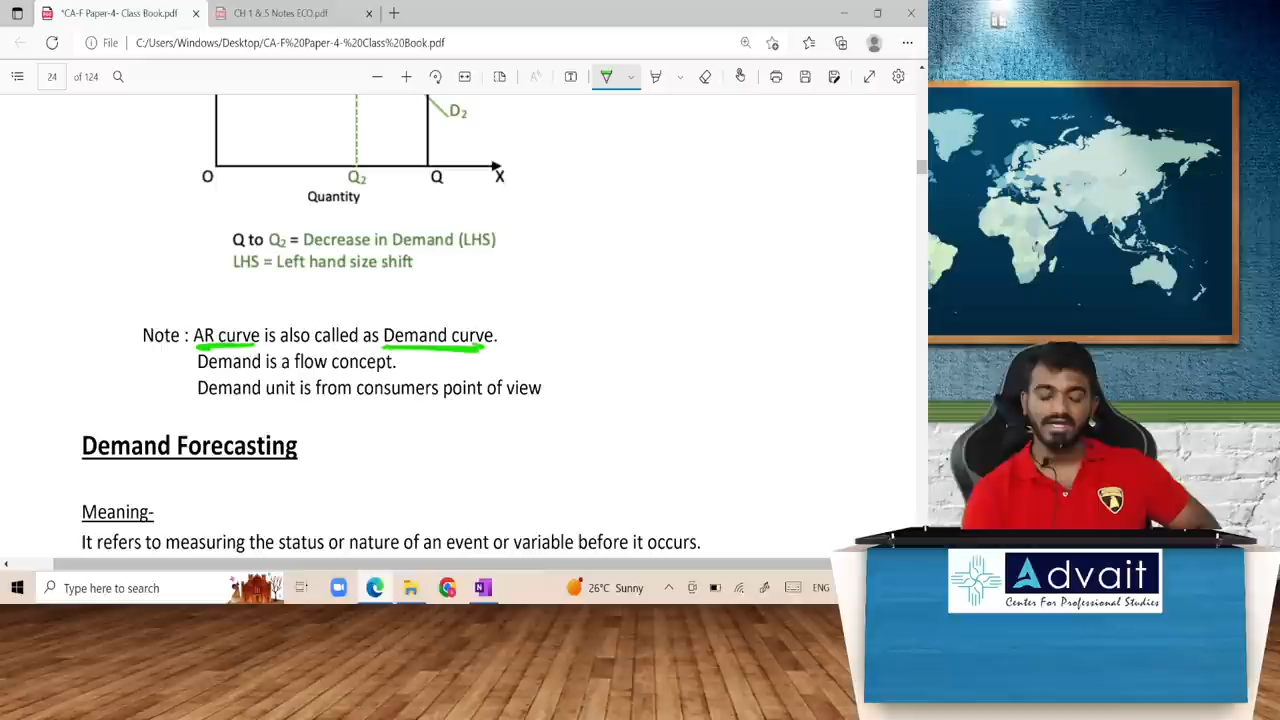 *CA-F Paper-4- Class Book.pdf
CH 1 & 5 Notes ECO.pdf
File
C:/Users/Windows/Desktop/CA-F%20Paper-4-%20Class%20Book.pdf
24 of 124
D2
O
Q2
Q
X
Quantity
Q to Q2 = Decrease in Demand (LHS)
LHS = Left hand size shift
Note : AR curve is also called as Demand curve.
Demand is a flow concept.
Demand unit is from consumers point of view
Demand Forecasting
Meaning-
It refers to measuring the status or nature of an event or variable before it occurs.
Type here to search
26°C Sunny
ENG
Advait
Center For Professional Studies